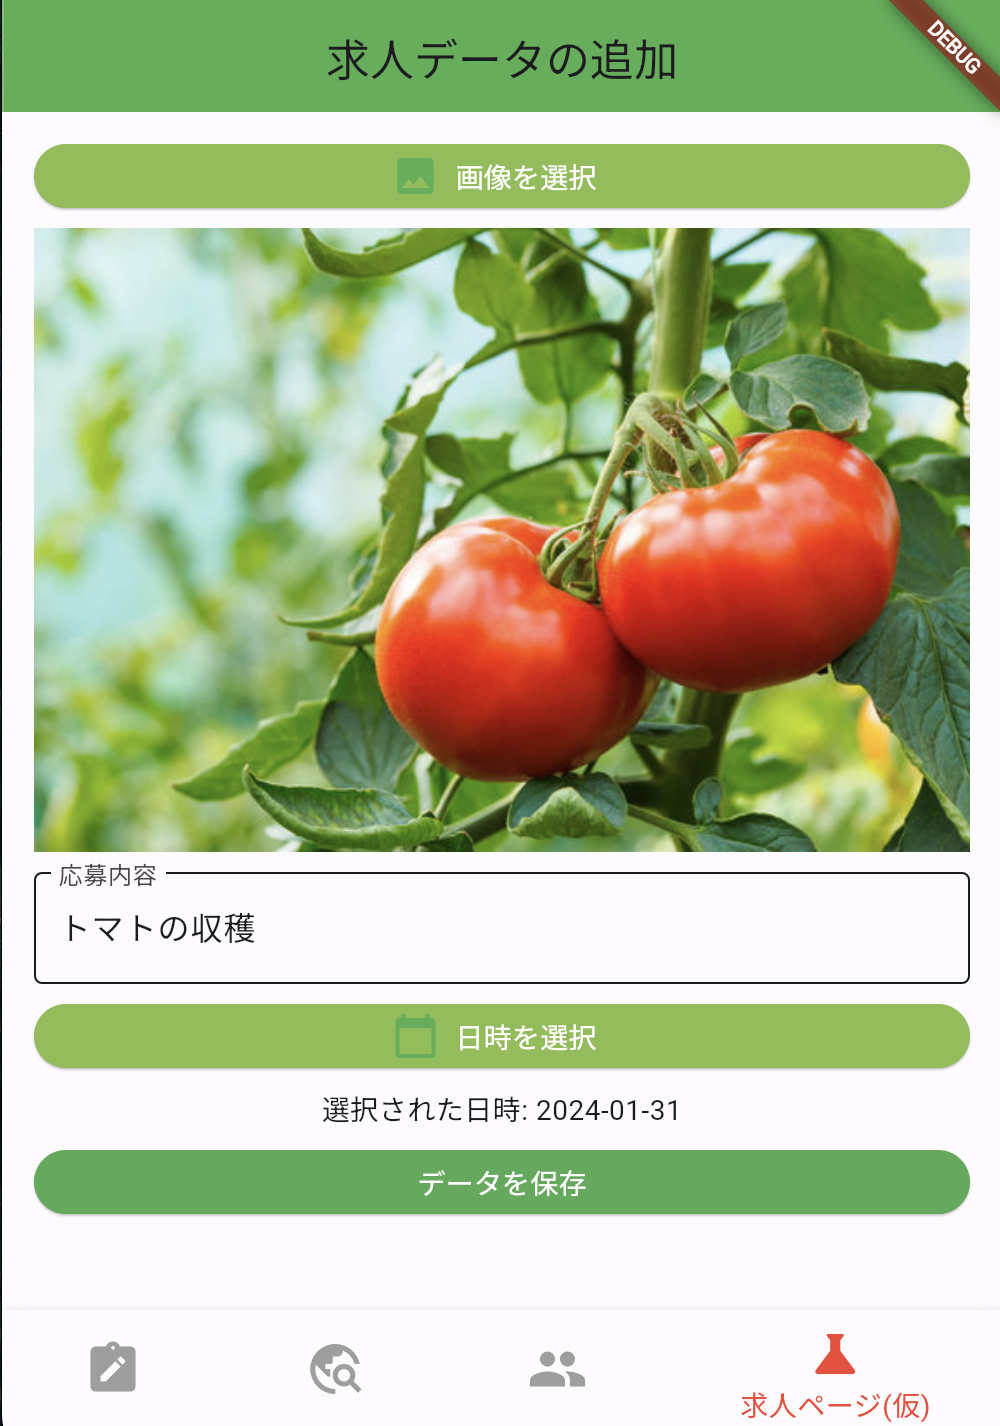 求人データの追加
DEBUG
画像を選択
応募内容
トマトの収穫
日時を選択
選択された日時: 2024-01-31
データを保存
求人ページ(仮)